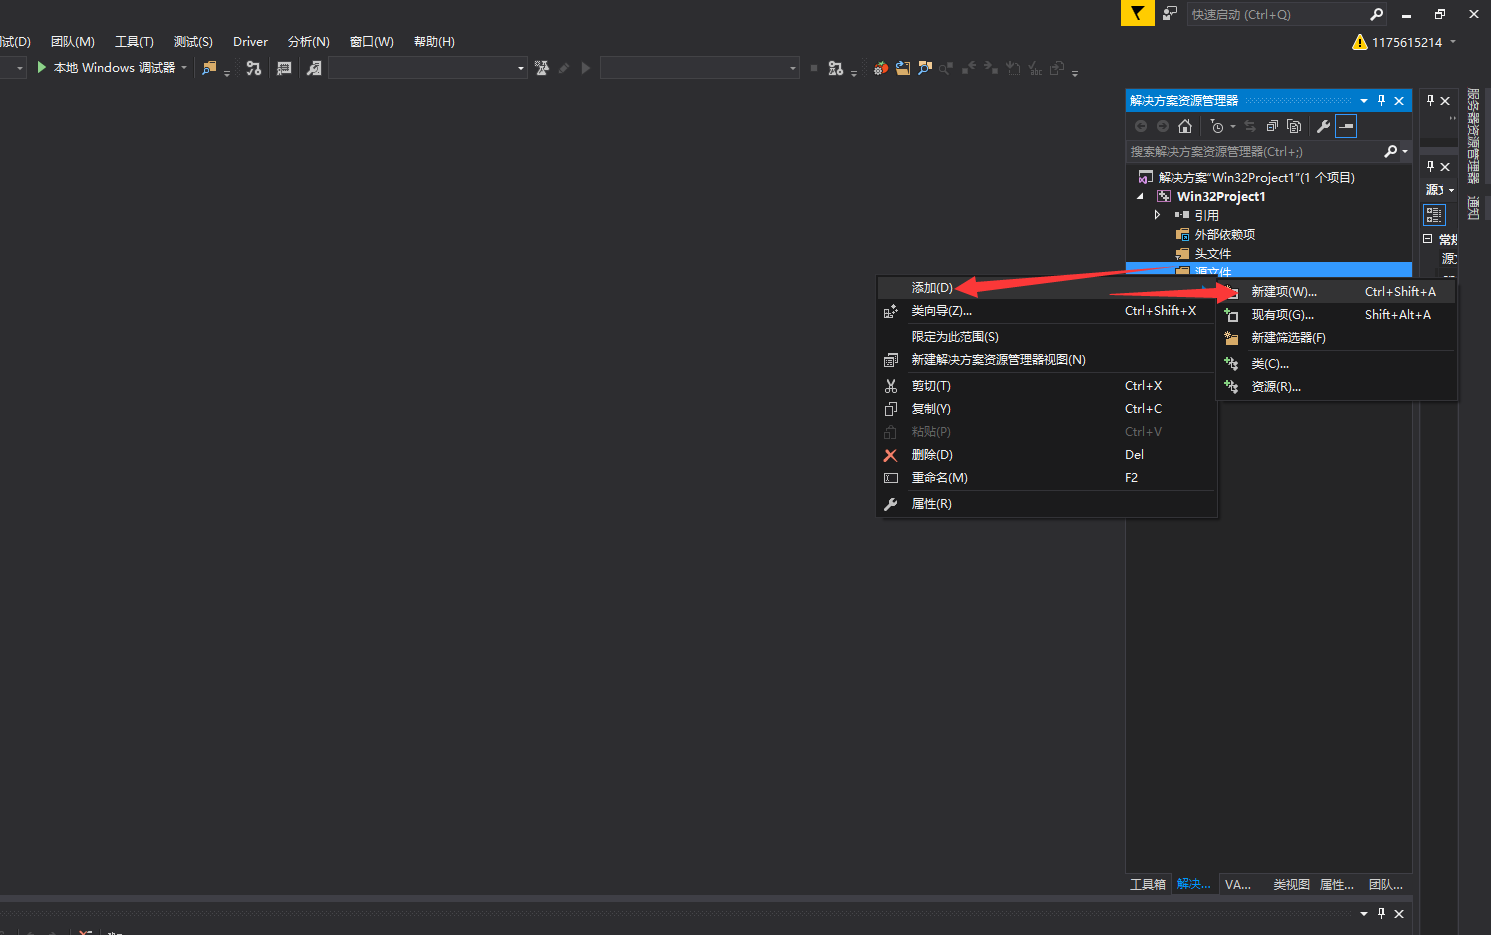 快速启动 (Ctrl+Q)
试(D) 团队(M) 工具(T) 测试(S) Driver 分析(N) 窗口(W) 帮助(H)
1175615214
本地 Windows 调试器
解决方案资源管理器
搜索解决方案资源管理器(Ctrl+;)
解决方案"Win32Project1"(1 个项目)
Win32Project1
引用
外部依赖项
头文件
源文件
添加(D)
类向导(Z)... Ctrl+Shift+X
限定为此范围(S)
新建解决方案资源管理器视图(N)
剪切(T) Ctrl+X
复制(Y) Ctrl+C
粘贴(P) Ctrl+V
删除(D) Del
重命名(M) F2
属性(R)
新建项(W)... Ctrl+Shift+A
现有项(G)... Shift+Alt+A
新建筛选器(F)
类(C)...
资源(R)...
服务器资源管理器
通知
常规
工具箱 解决... VA... 类视图 属性... 团队...